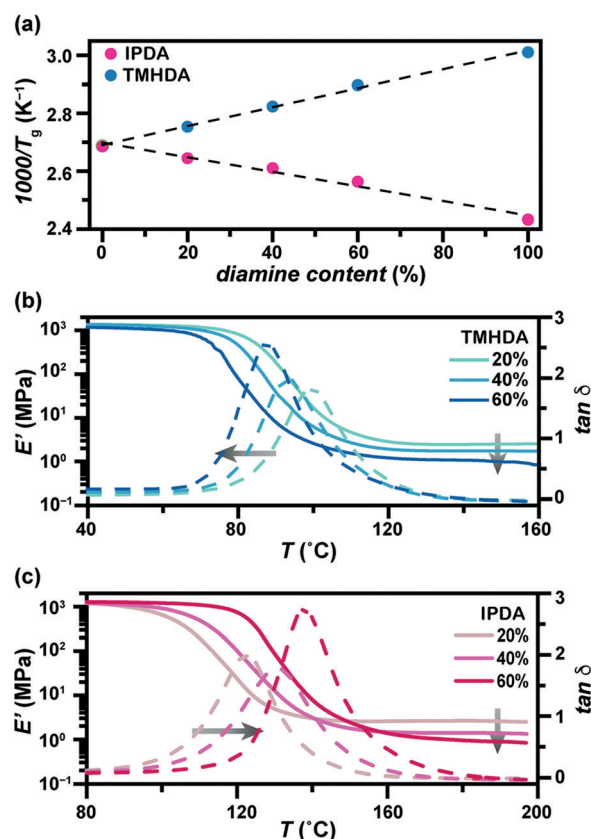 (a)
IPDA
TMHDA
1000/Tg (K⁻¹)
3.0
2.8
2.6
2.4
0 20 40 60 80 100
diamine content (%)
(b)
TMHDA
20%
40%
60%
E' (MPa)
10³
10²
10¹
10⁰
10⁻¹
tan δ
3
2
1
0
40 80 120 160
T (˚C)
(c)
IPDA
20%
40%
60%
E' (MPa)
10³
10²
10¹
10⁰
10⁻¹
tan δ
3
2
1
0
80 120 160 200
T (˚C)